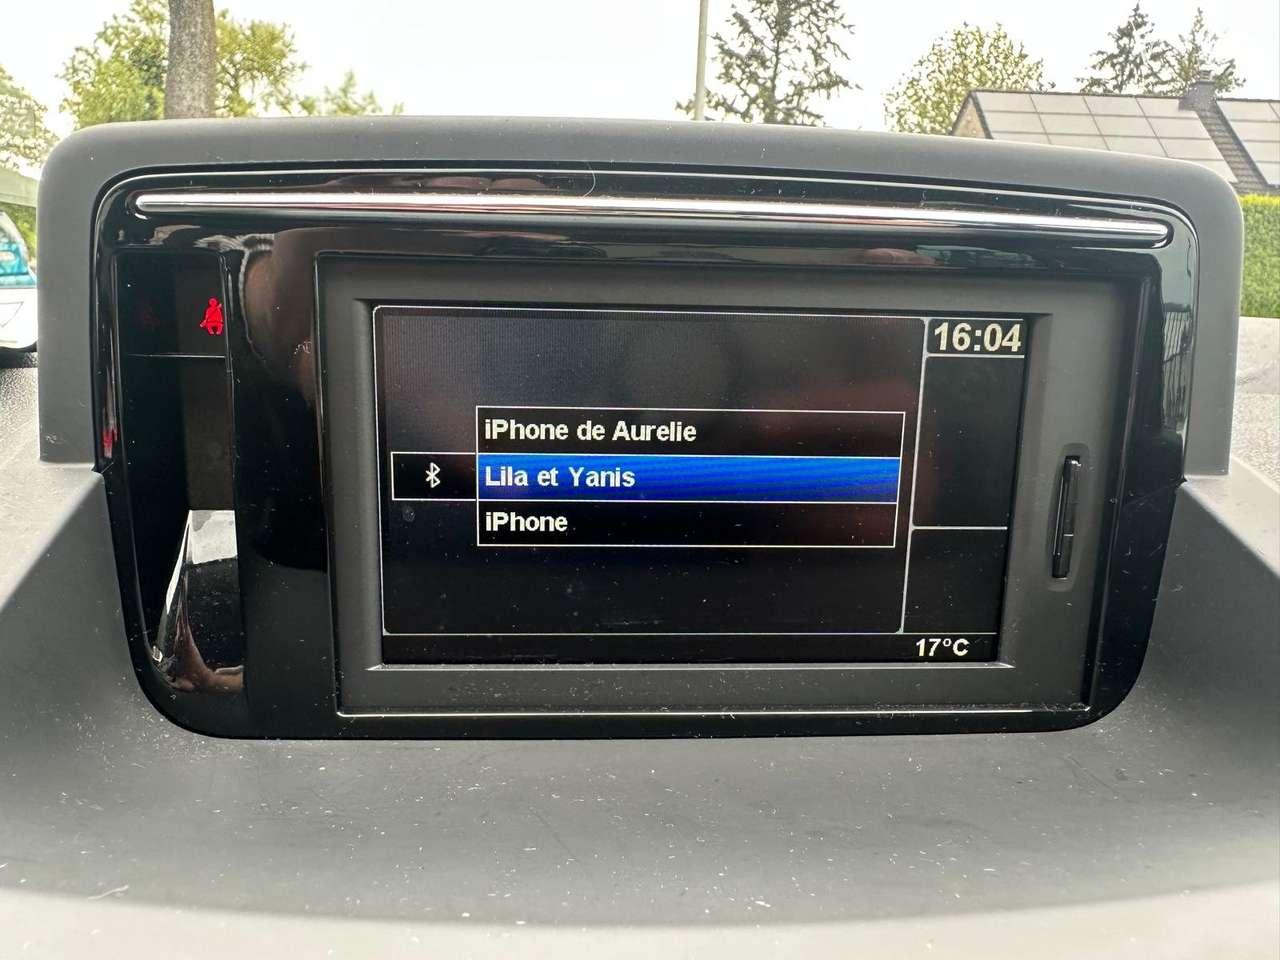 16:04
iPhone de Aurelie
Lila et Yanis
iPhone
17°C